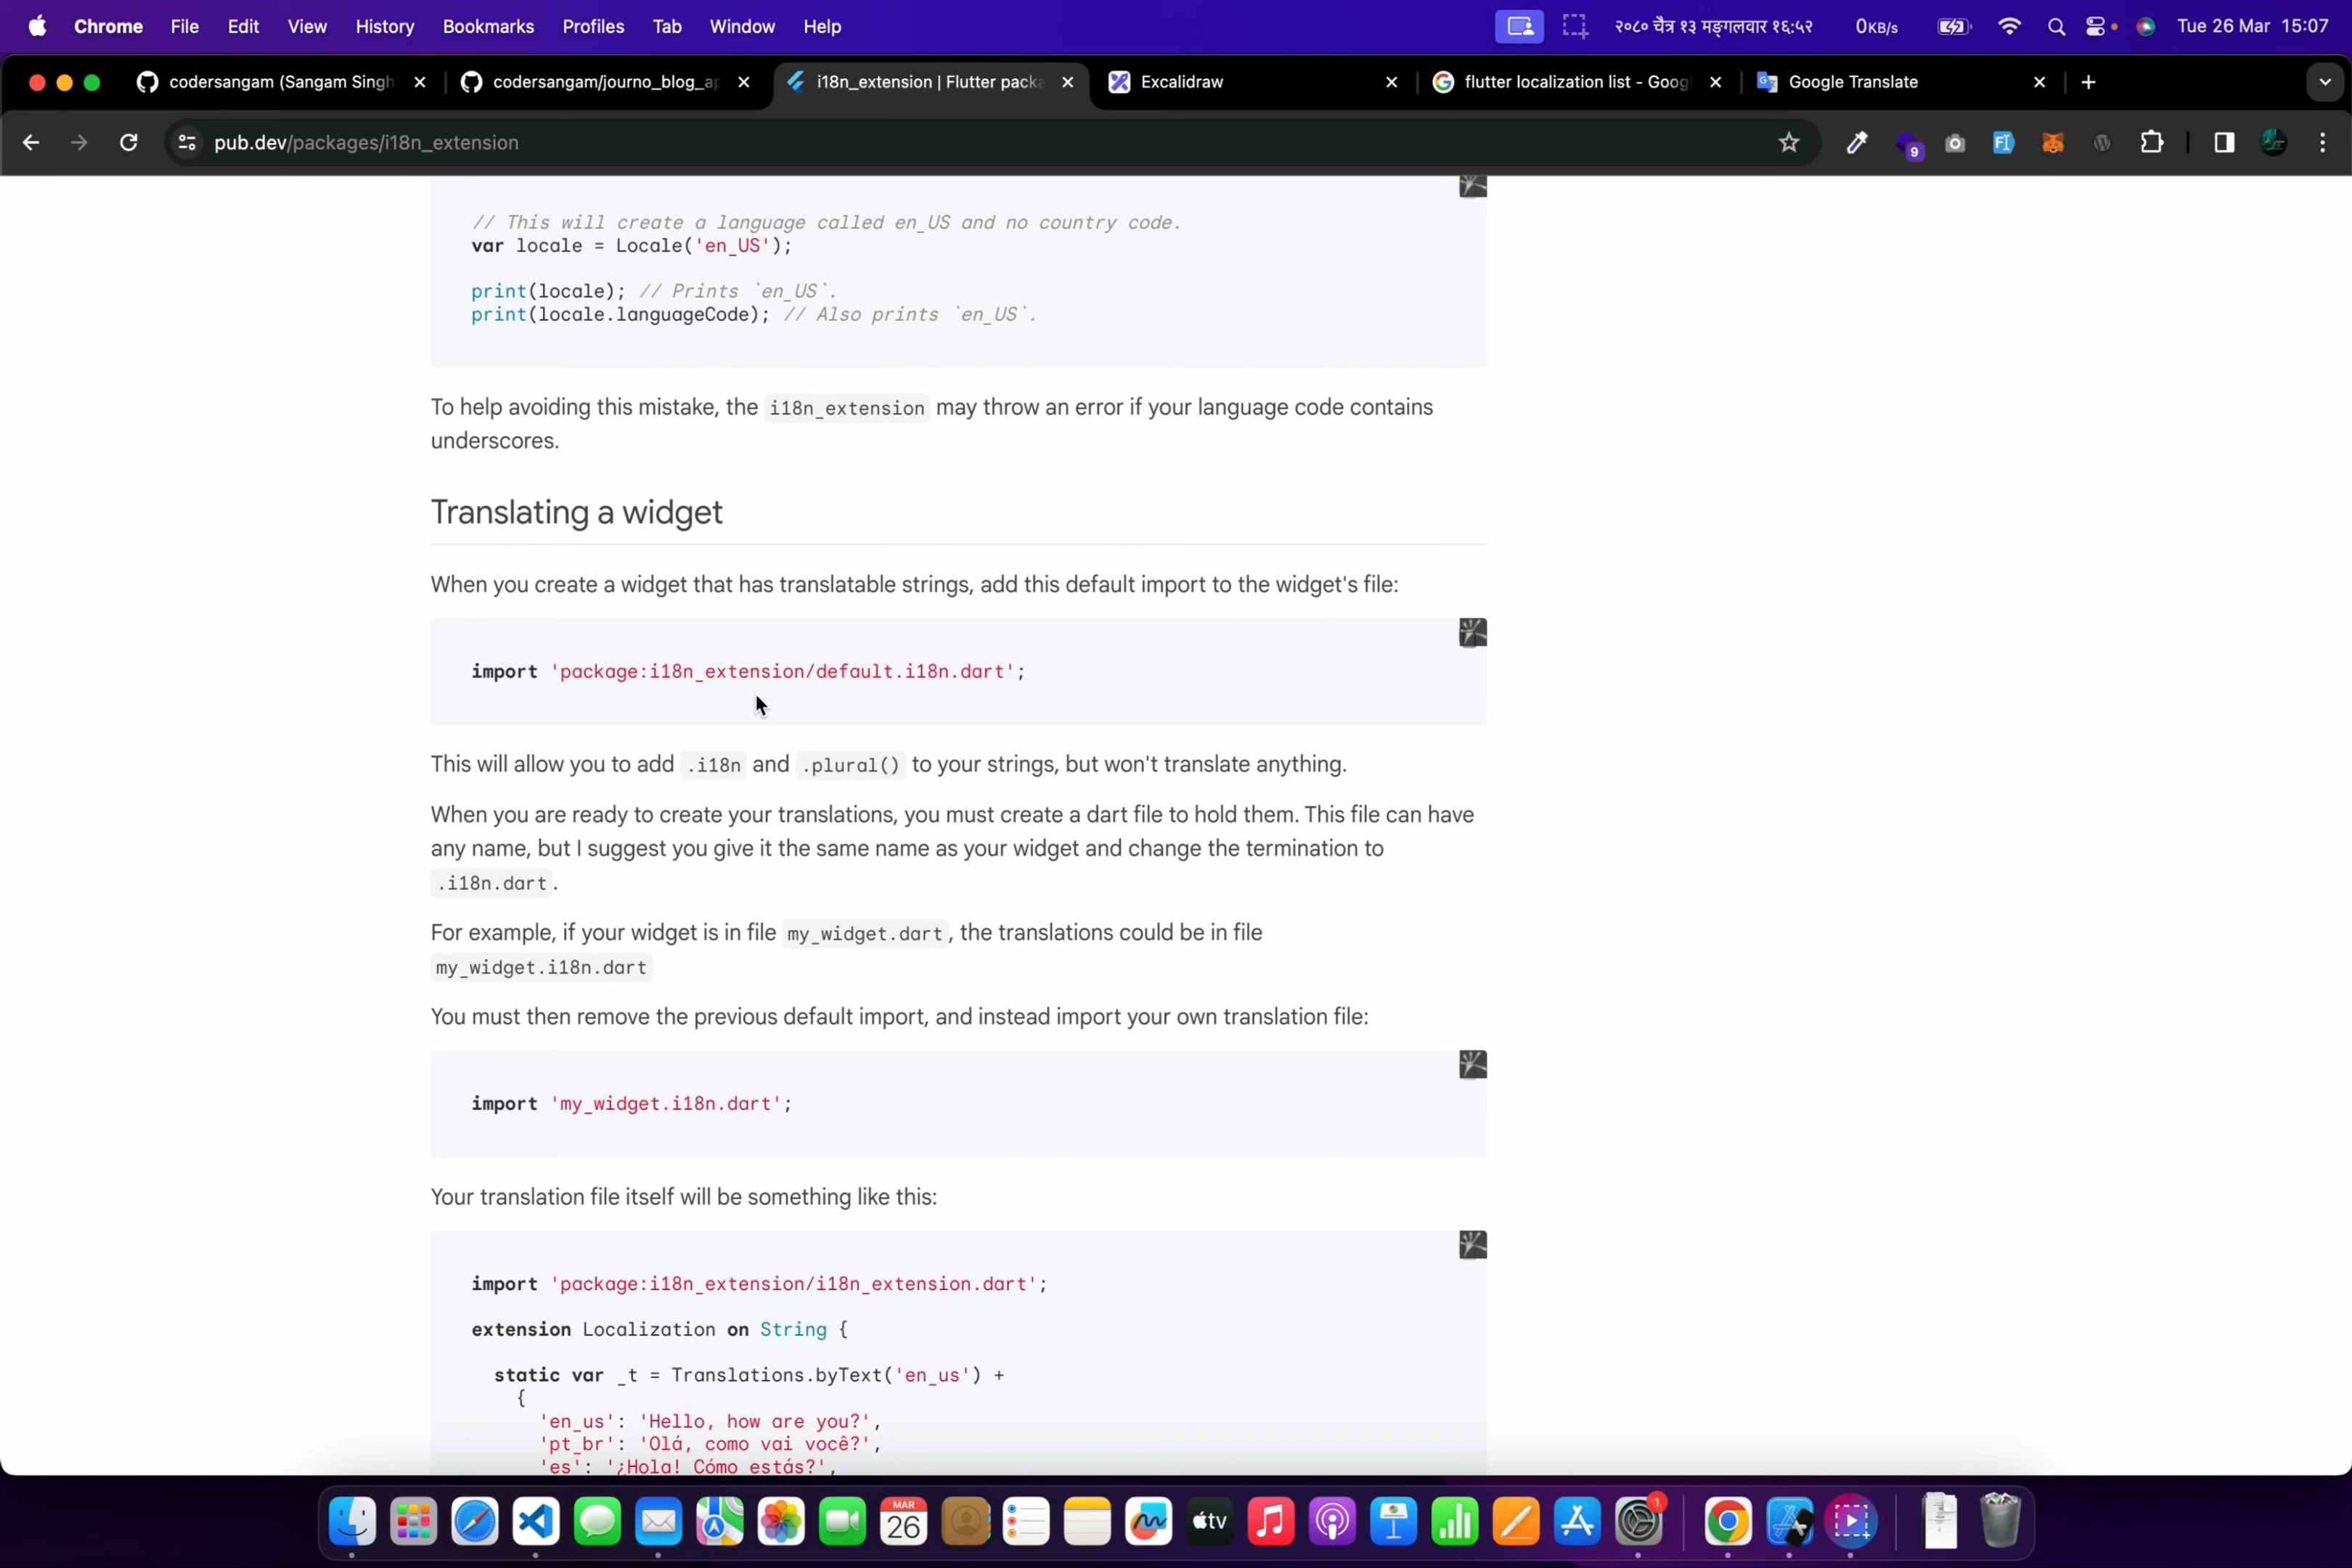 Chrome File Edit View History Bookmarks Profiles Tab Window Help २०८० चैत्र १३ मङ्गलवार १६:५२ 0KB/s Tue 26 Mar 15:07
codersangam (Sangam Singh codersangam/journo_blog_ap i18n_extension | Flutter packa Excalidraw flutter localization list - Goog Google Translate
pub.dev/packages/i18n_extension 9
// This will create a language called en_US and no country code.
var locale = Locale('en_US');
print(locale); // Prints `en_US`.
print(locale.languageCode); // Also prints `en_US`.
To help avoiding this mistake, the i18n_extension may throw an error if your language code contains
underscores.
Translating a widget
When you create a widget that has translatable strings, add this default import to the widget's file:
import 'package:i18n_extension/default.i18n.dart';
This will allow you to add .i18n and .plural() to your strings, but won't translate anything.
When you are ready to create your translations, you must create a dart file to hold them. This file can have
any name, but I suggest you give it the same name as your widget and change the termination to
.i18n.dart.
For example, if your widget is in file my_widget.dart, the translations could be in file
my_widget.i18n.dart
You must then remove the previous default import, and instead import your own translation file:
import 'my_widget.i18n.dart';
Your translation file itself will be something like this:
import 'package:i18n_extension/i18n_extension.dart';
extension Localization on String {
static var _t = Translations.byText('en_us') +
{
'en_us': 'Hello, how are you?',
'pt_br': 'Olá, como vai você?',
'es': '¿Hola! Cómo estás?',
MAR
26
tv
1